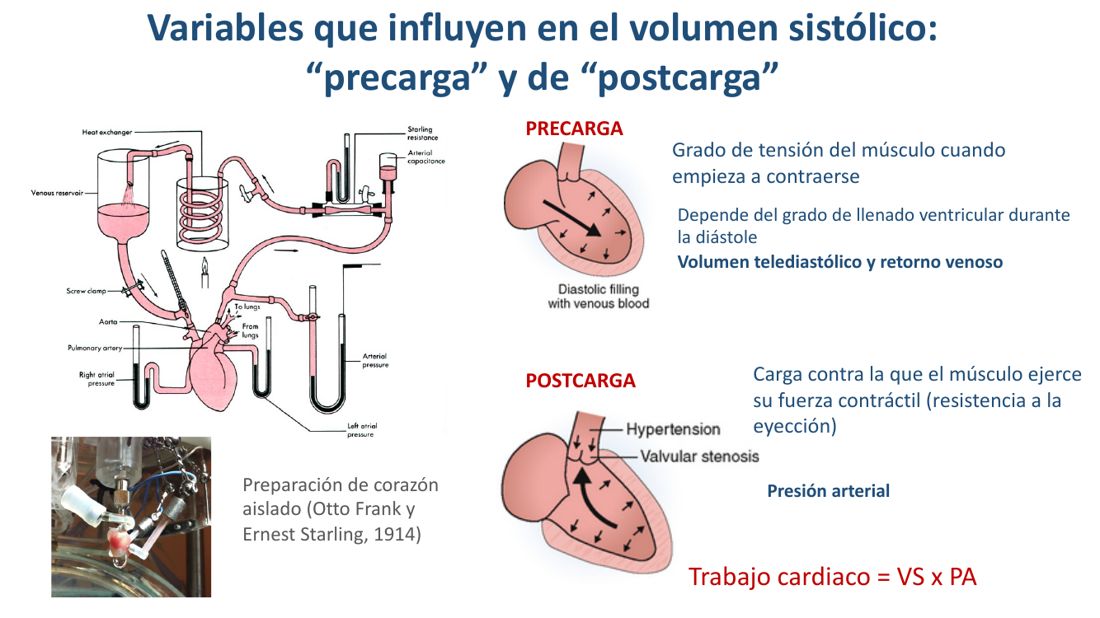 Variables que influyen en el volumen sistólico:
“precarga” y de “postcarga”
Heat exchanger
Starling
resistance
Arterial
capacitance
Venous reservoir
Screw clamp
To lungs
Aorta
From
lungs
Pulmonary artery
Right atrial
pressure
Arterial
pressure
Left atrial
pressure
Preparación de corazón
aislado (Otto Frank y
Ernest Starling, 1914)
PRECARGA
Grado de tensión del músculo cuando
empieza a contraerse
Depende del grado de llenado ventricular durante
la diástole
Volumen telediastólico y retorno venoso
Diastolic filling
with venous blood
POSTCARGA
Carga contra la que el músculo ejerce
su fuerza contráctil (resistencia a la
eyección)
Hypertension
Valvular stenosis
Presión arterial
Trabajo cardiaco = VS x PA